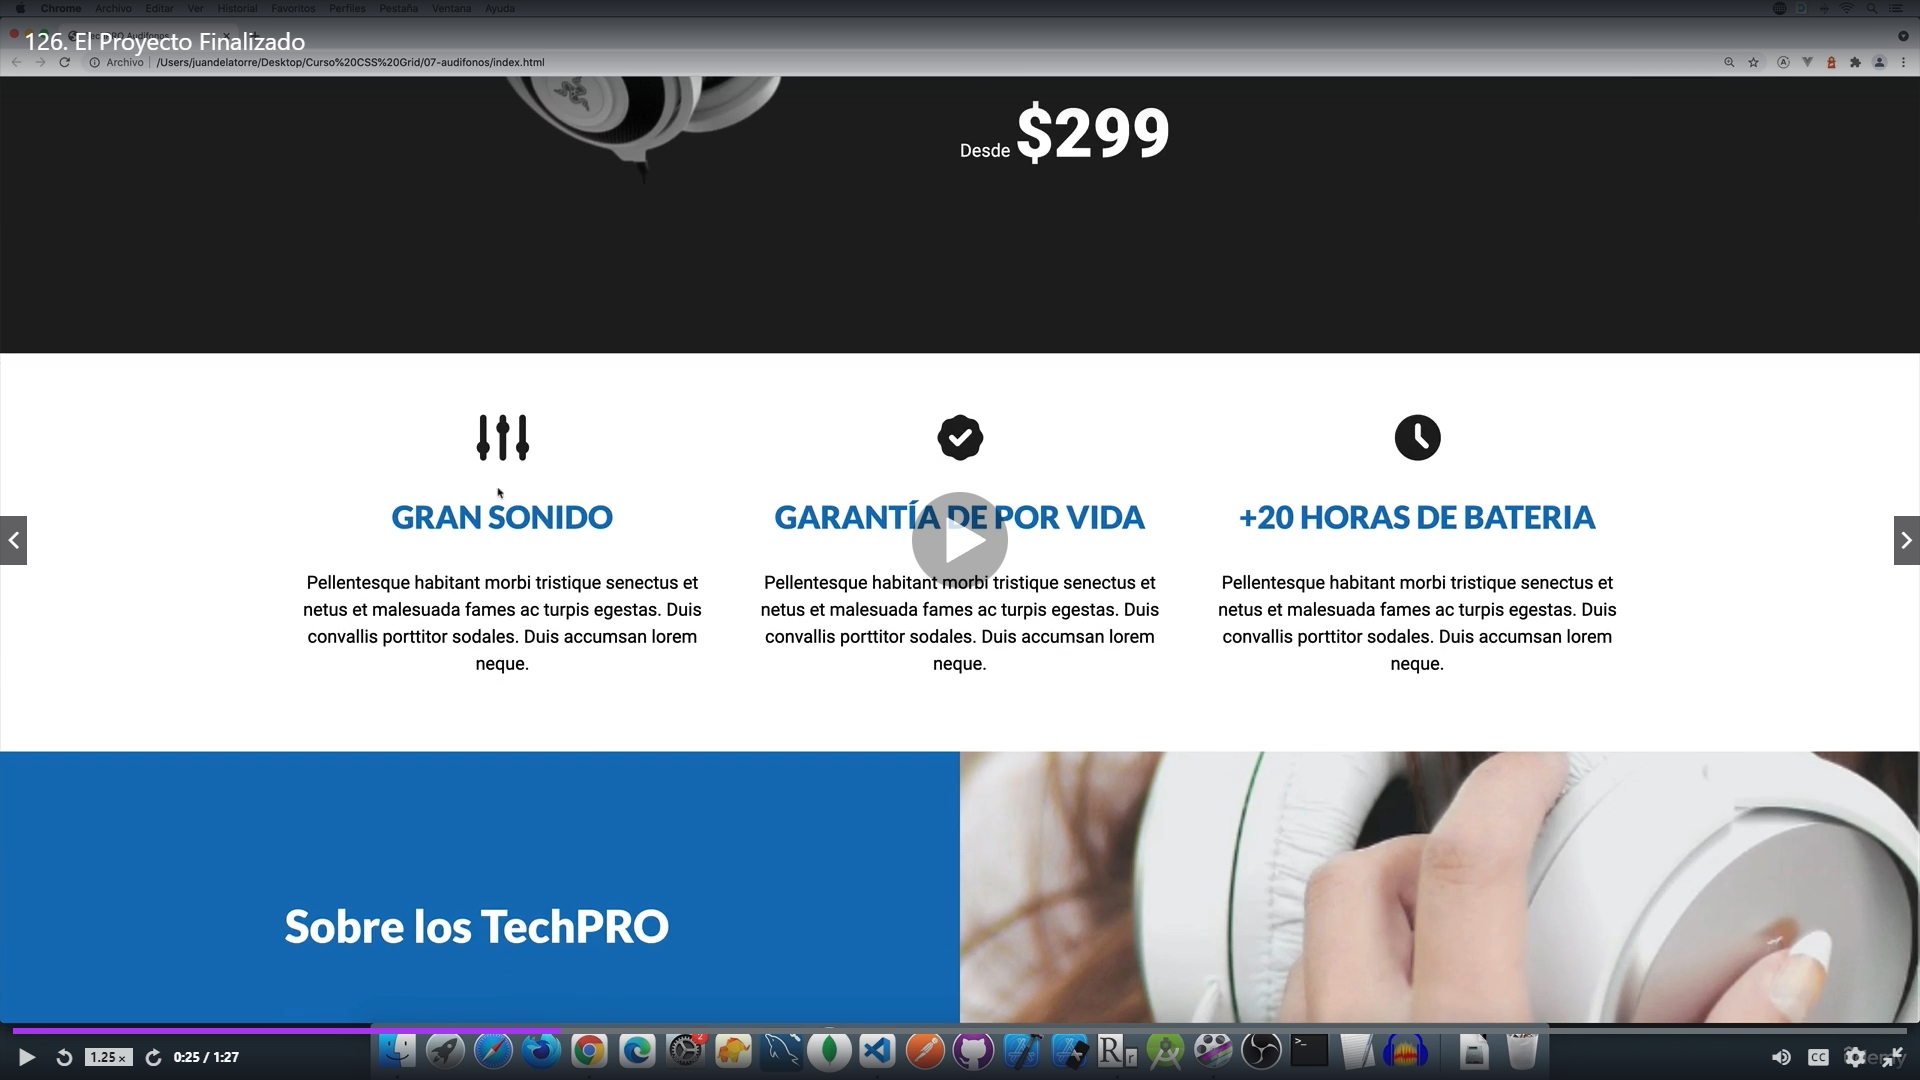 Chrome Archivo Editar Ver Historial Favoritos Perfiles Pestaña Ventana Ayuda
126. El Proyecto Finalizado
Archivo /Users/juandelatorre/Desktop/Curso%20CSS%20Grid/07-audifonos/index.html
Desde $299
GRAN SONIDO
Pellentesque habitant morbi tristique senectus et
netus et malesuada fames ac turpis egestas. Duis
convallis porttitor sodales. Duis accumsan lorem
neque.
GARANTÍA DE POR VIDA
Pellentesque habitant morbi tristique senectus et
netus et malesuada fames ac turpis egestas. Duis
convallis porttitor sodales. Duis accumsan lorem
neque.
+20 HORAS DE BATERIA
Pellentesque habitant morbi tristique senectus et
netus et malesuada fames ac turpis egestas. Duis
convallis porttitor sodales. Duis accumsan lorem
neque.
Sobre los TechPRO
1.25 x
0:25 / 1:27
CC